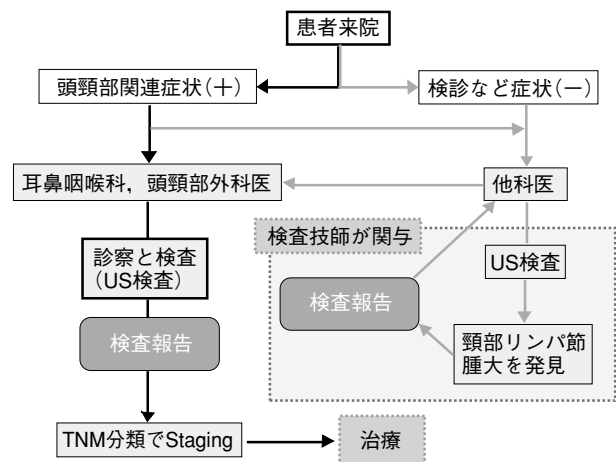 患者来院
頭頸部関連症状（＋）
検診など症状（－）
耳鼻咽喉科，頭頸部外科医
他科医
検査技師が関与
診察と検査
（US検査）
US検査
検査報告
検査報告
頸部リンパ節
腫大を発見
TNM分類でStaging
治療